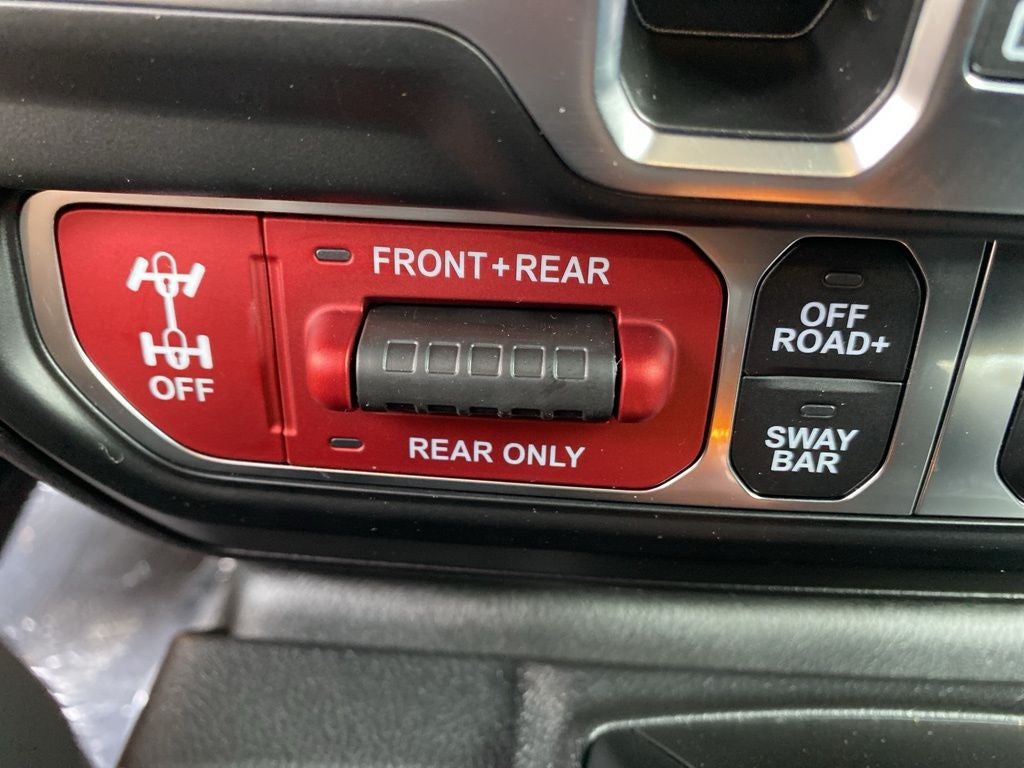 FRONT+REAR
OFF
REAR ONLY
OFF
ROAD+
SWAY
BAR